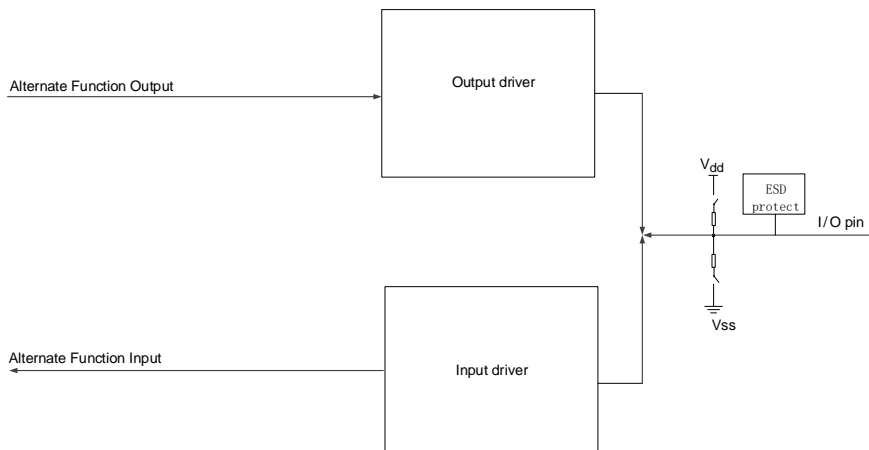 Alternate Function Output
Output driver
Vdd
ESD
protect
I/O pin
Vss
Alternate Function Input
Input driver